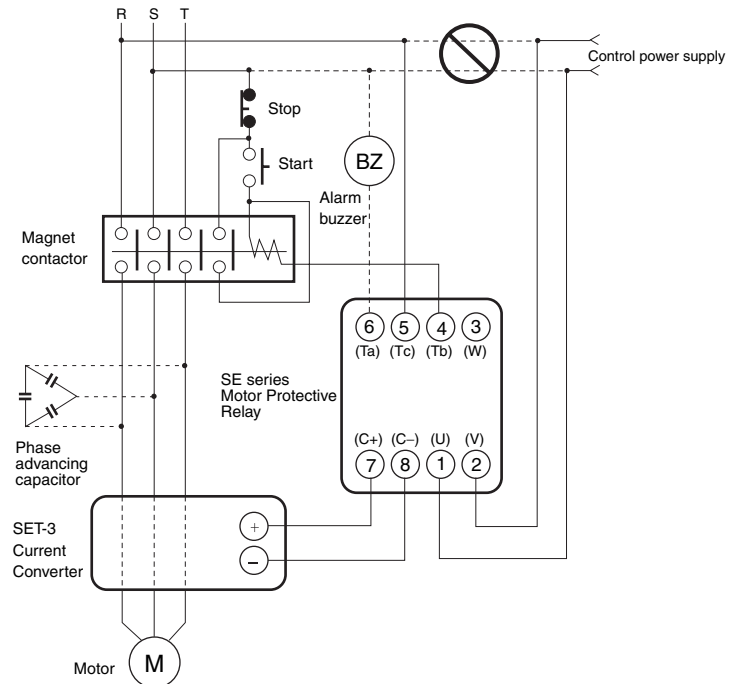 R S T
Control power supply
Stop
Start
BZ
Alarm
buzzer
Magnet
contactor
6 5 4 3
(Ta) (Tc) (Tb) (W)
SE series
Motor Protective
Relay
(C+) (C−) (U) (V)
7 8 1 2
Phase
advancing
capacitor
SET-3
Current
Converter
+
−
Motor
M